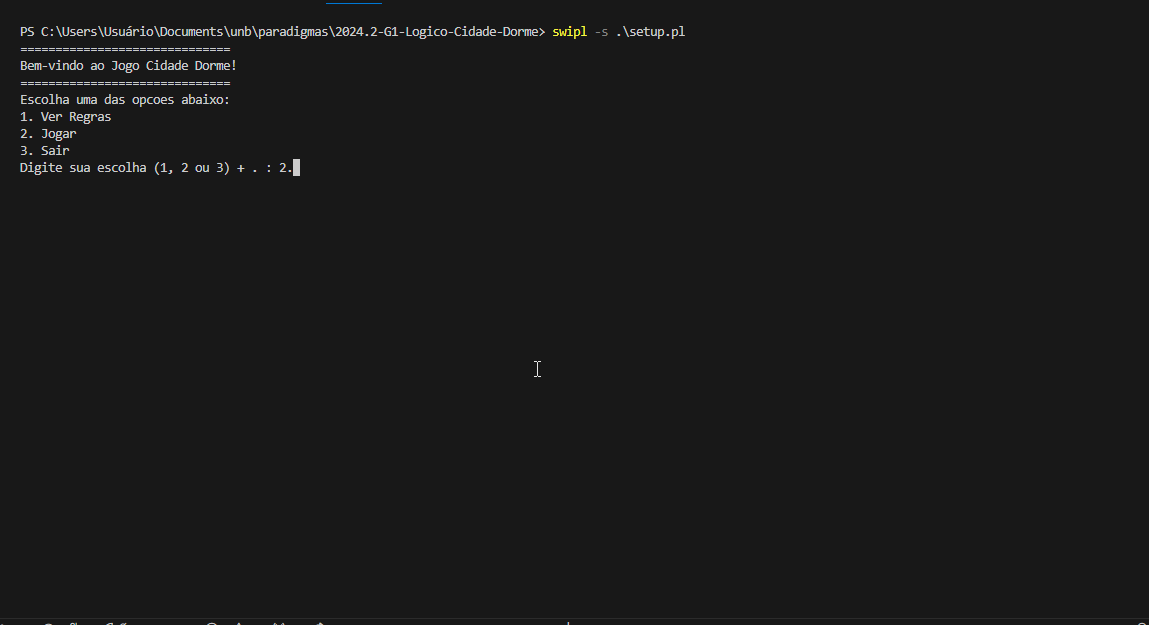 PS C:\Users\Usuário\Documents\unb\paradigmas\2024.2-G1-Logico-Cidade-Dorme> swipl -s .\setup.pl
==============================
Bem-vindo ao Jogo Cidade Dorme!
==============================
Escolha uma das opcoes abaixo:
1. Ver Regras
2. Jogar
3. Sair
Digite sua escolha (1, 2 ou 3) + . : 2.